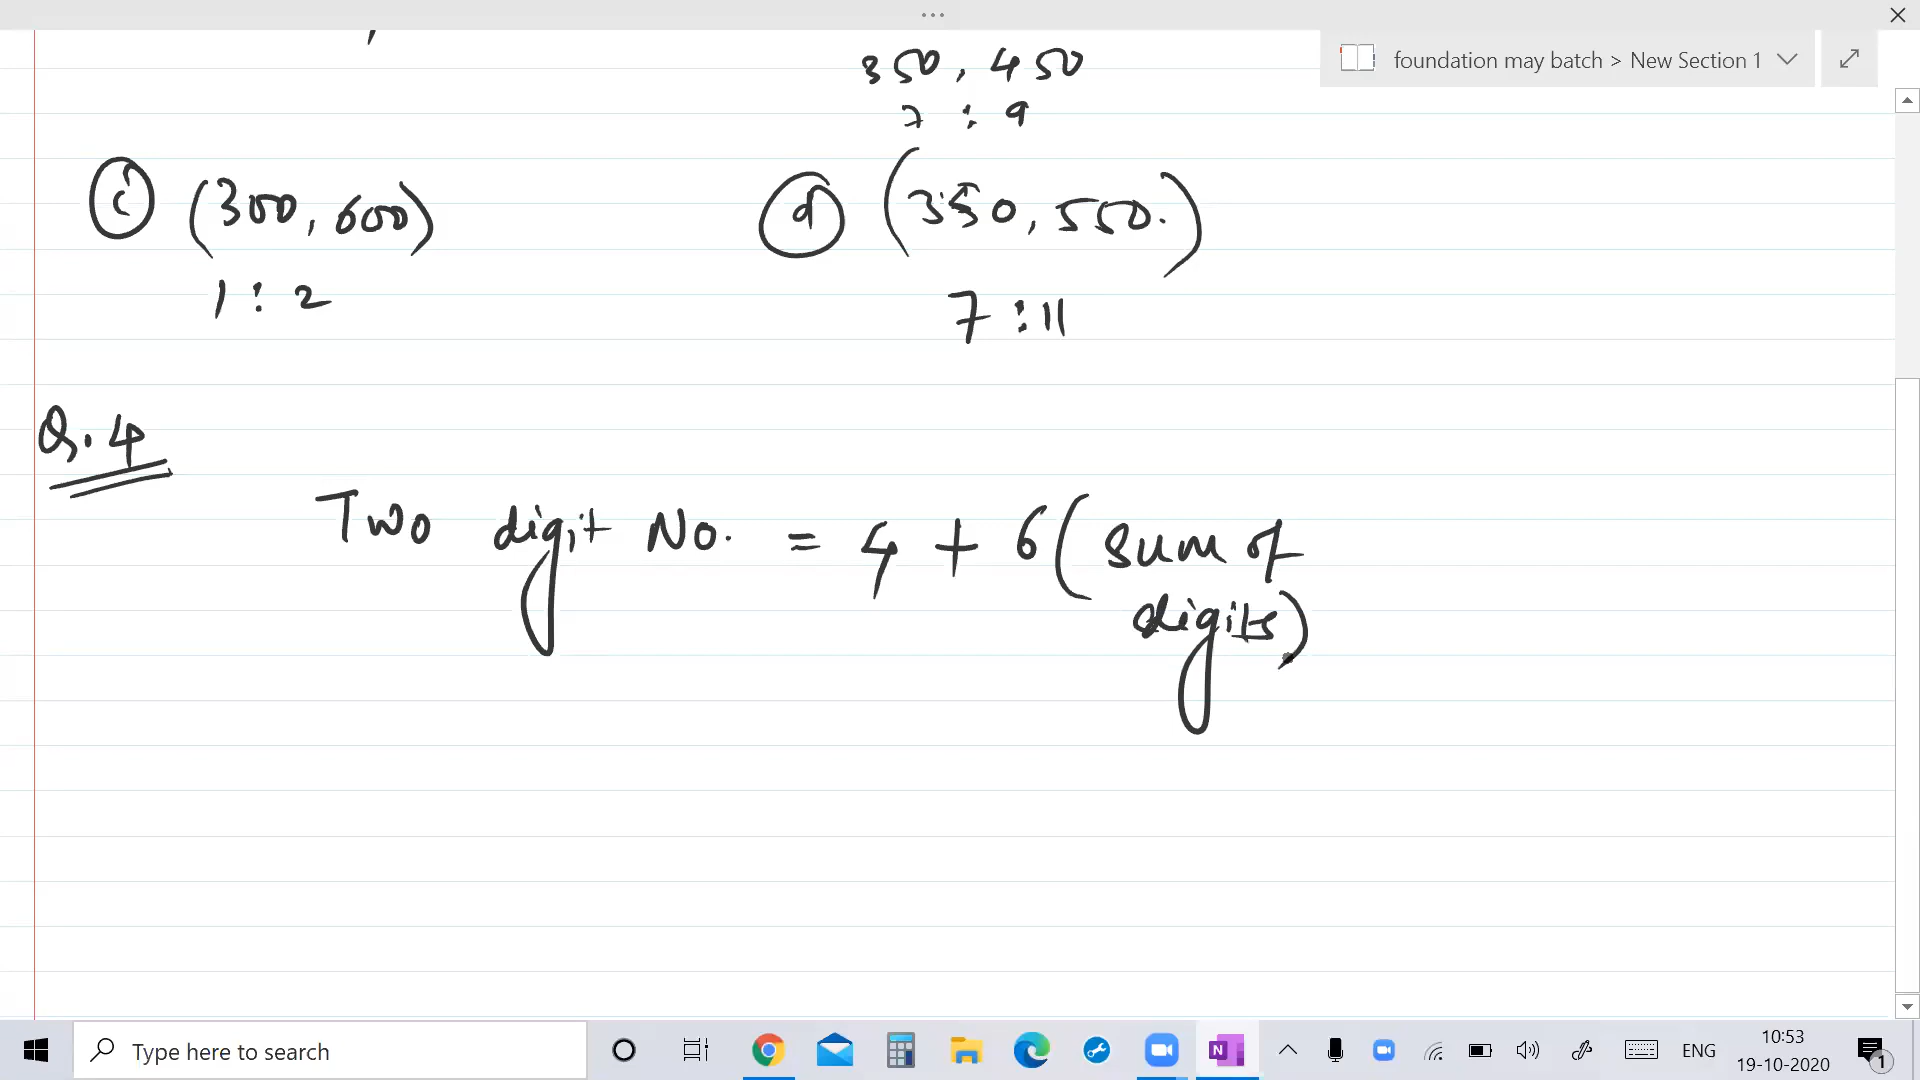 ...
foundation may batch > New Section 1
350, 450
7 : 9
c (300, 600)
d (350, 550.)
1 : 2
7 : 11
Q. 4
Two digit No. = 4 + 6 (sum of
digits)
Type here to search
N
ENG
10:53
19-10-2020
1